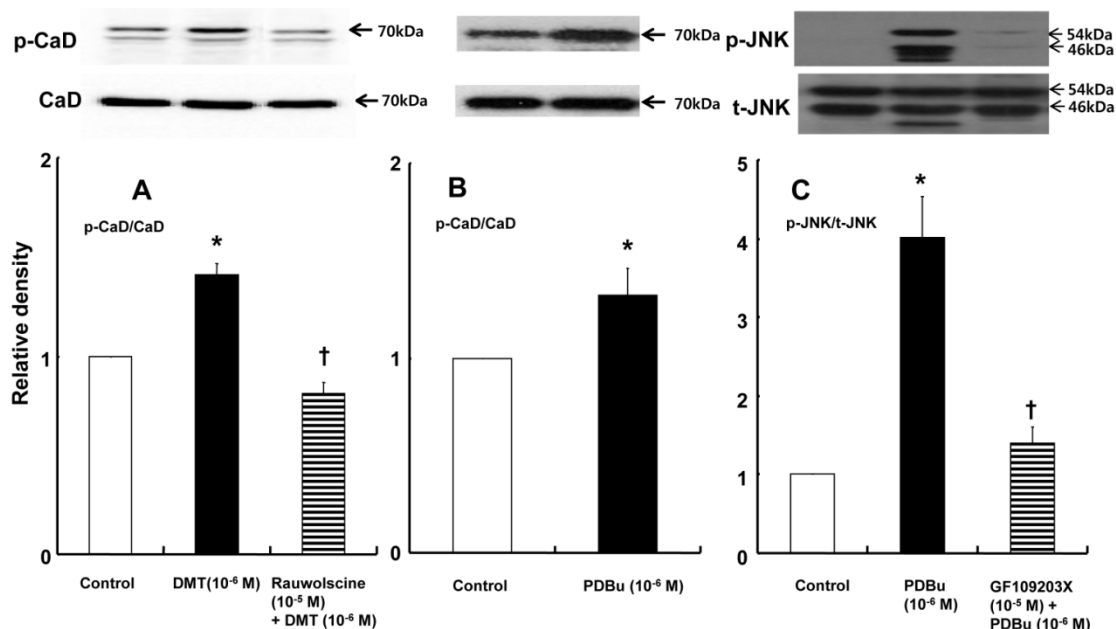 p-CaD
70kDa
70kDa
p-JNK
54kDa
46kDa
CaD
70kDa
70kDa
t-JNK
54kDa
46kDa
Relative density
2
1
0
A
p-CaD/CaD
*
†
Control
DMT(10-6 M)
Rauwolscine
(10-5 M)
+ DMT (10-6 M)
2
1
0
B
p-CaD/CaD
*
Control
PDBu (10-6 M)
5
4
3
2
1
0
C
p-JNK/t-JNK
*
†
Control
PDBu
(10-6 M)
GF109203X
(10-5 M) +
PDBu (10-6 M)